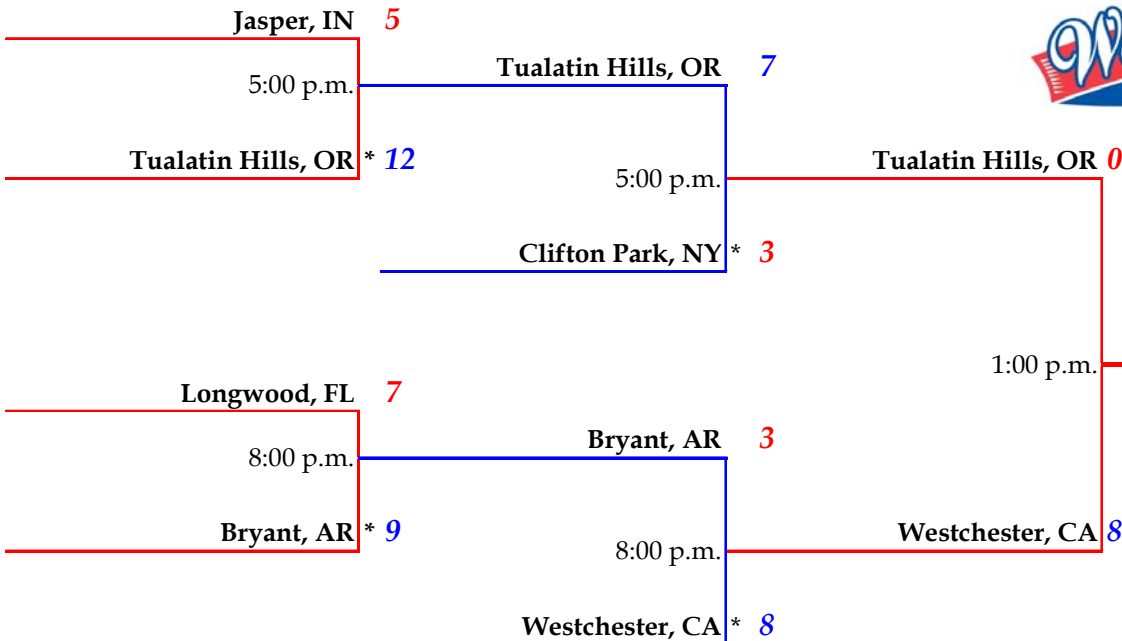 Jasper, IN 5
5:00 p.m.
Tualatin Hills, OR * 12
Tualatin Hills, OR 7
5:00 p.m.
Clifton Park, NY * 3
Longwood, FL 7
8:00 p.m.
Bryant, AR * 9
Bryant, AR 3
8:00 p.m.
Westchester, CA * 8
Tualatin Hills, OR 0
1:00 p.m.
Westchester, CA 8